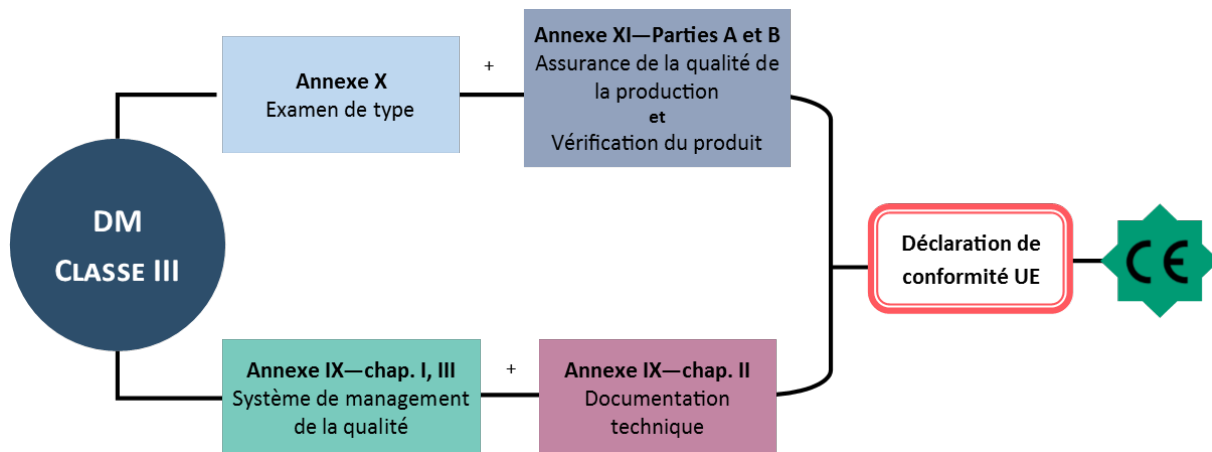 DM
CLASSE III
Annexe X
Examen de type
+
Annexe XI—Parties A et B
Assurance de la qualité de
la production
et
Vérification du produit
Annexe IX—chap. I, III
Système de management
de la qualité
+
Annexe IX—chap. II
Documentation
technique
Déclaration de
conformité UE
CE